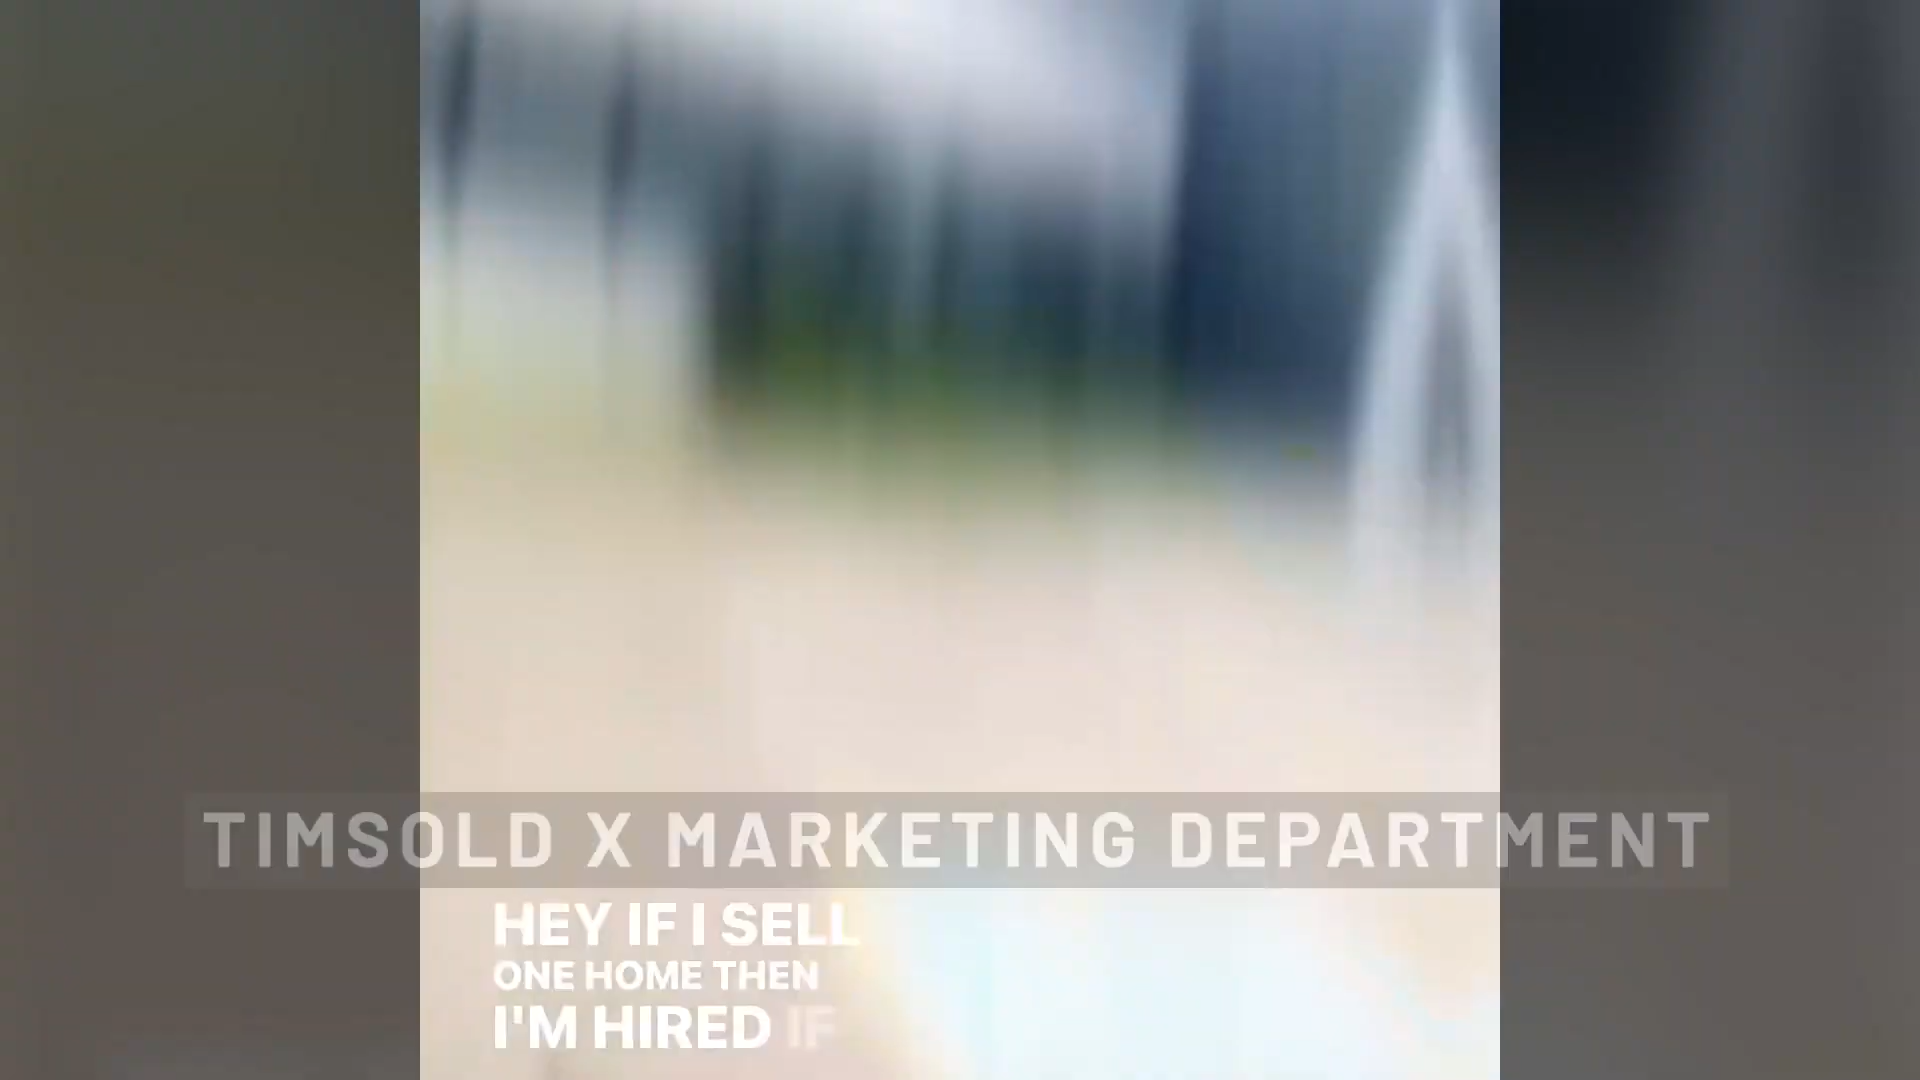 TIMSOLD X MARKETING DEPARTMENT
HEY IF I SELL
ONE HOME THEN
I'M HIRED IF